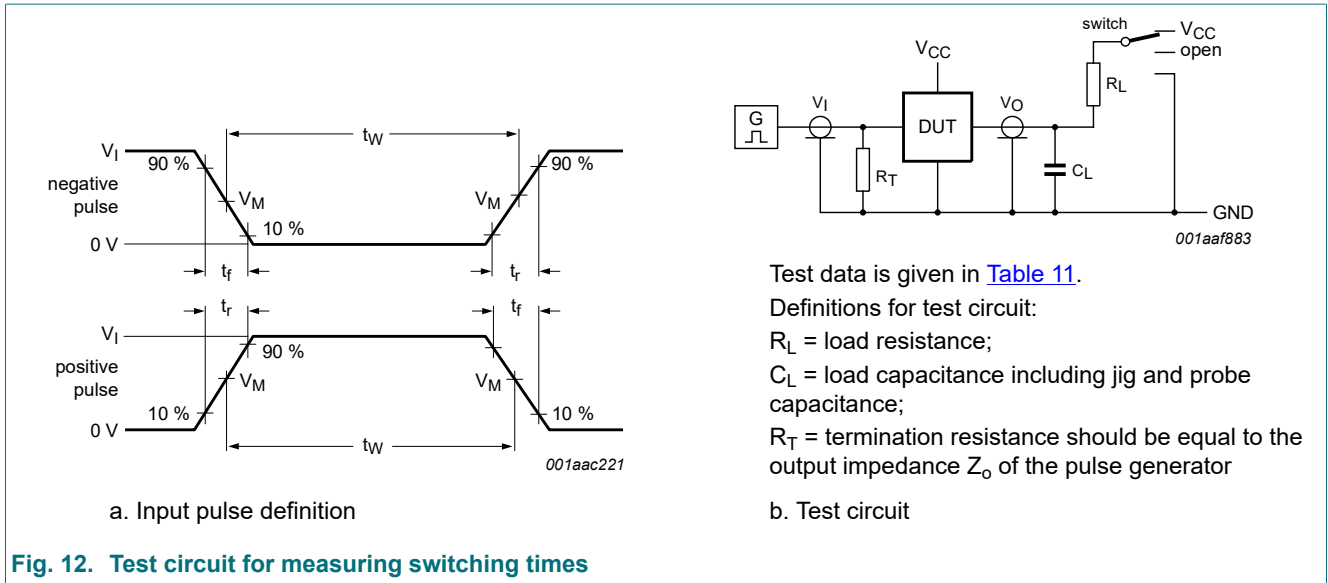 V_I
90 %
t_W
90 %
negative
pulse
V_M
V_M
10 %
0 V
t_f
t_r
t_r
t_f
V_I
90 %
positive
pulse
V_M
V_M
10 %
10 %
0 V
t_W
001aac221
a. Input pulse definition
switch
V_CC
open
V_CC
R_L
G
V_I
DUT
V_O
R_T
C_L
GND
001aaf883
Test data is given in Table 11.
Definitions for test circuit:
R_L = load resistance;
C_L = load capacitance including jig and probe
capacitance;
R_T = termination resistance should be equal to the
output impedance Z_o of the pulse generator
b. Test circuit
Fig. 12. Test circuit for measuring switching times